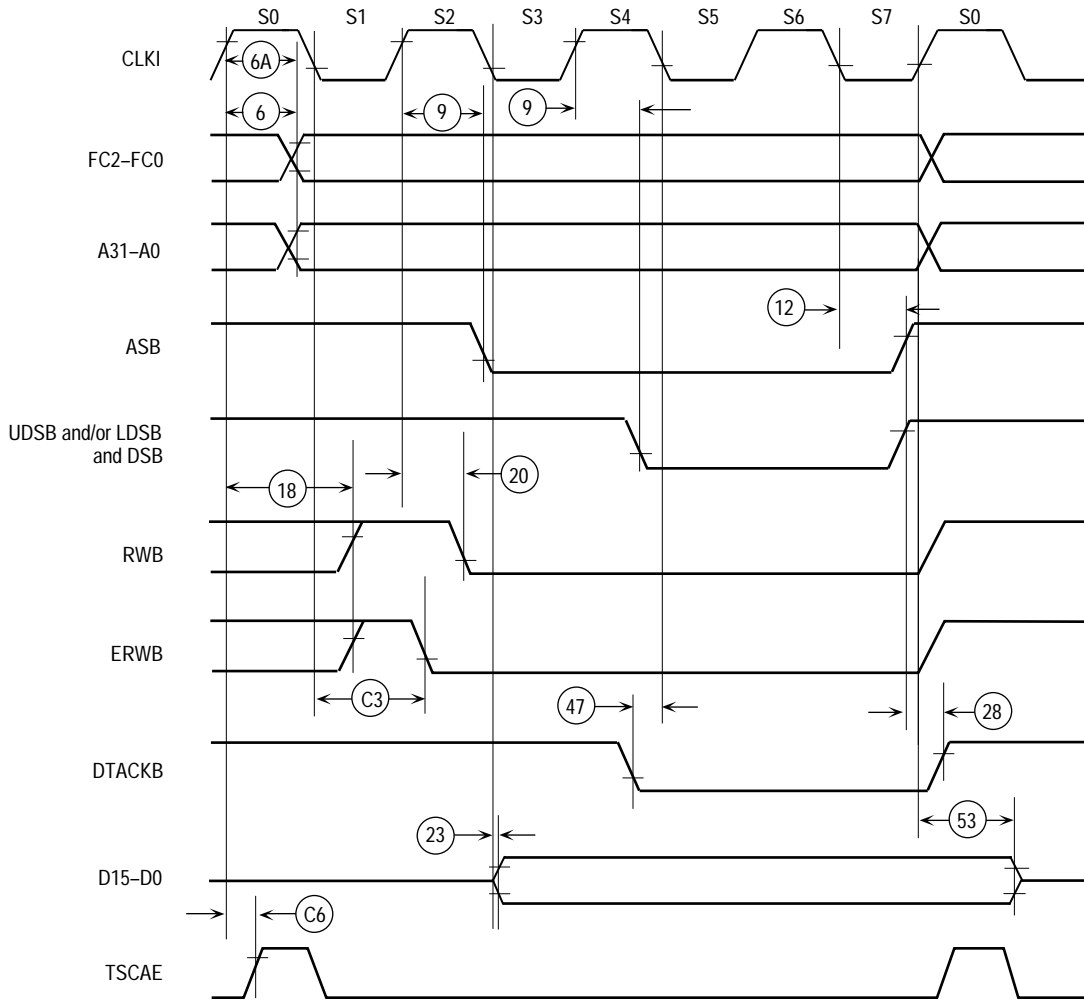 S0 S1 S2 S3 S4 S5 S6 S7 S0
CLKI
6A
6 9 9
FC2–FC0
A31–A0
12
ASB
UDSB and/or LDSB
and DSB
20
18
RWB
ERWB
C3 47 28
DTACKB
53
23
D15–D0
C6
TSCAE